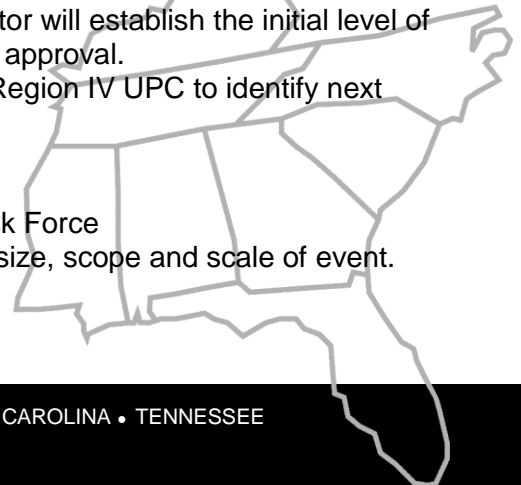 tor will establish the initial level of
approval.
Region IV UPC to identify next
sk Force
size, scope and scale of event.
CAROLINA • TENNESSEE